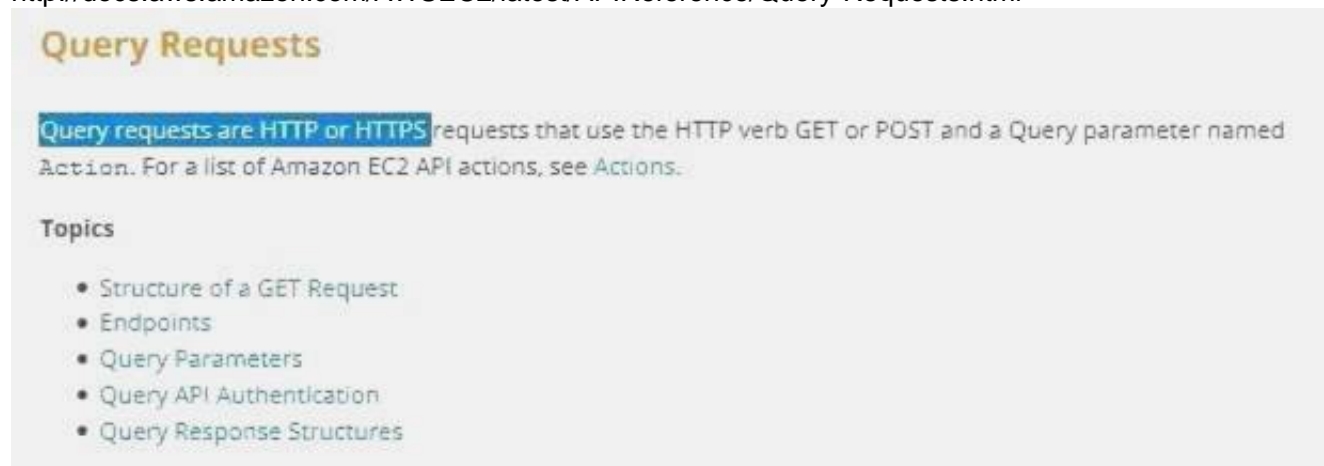 Query Requests
Query requests are HTTP or HTTPS requests that use the HTTP verb GET or POST and a Query parameter named
Action. For a list of Amazon EC2 API actions, see Actions.
Topics
• Structure of a GET Request
• Endpoints
• Query Parameters
• Query API Authentication
• Query Response Structures